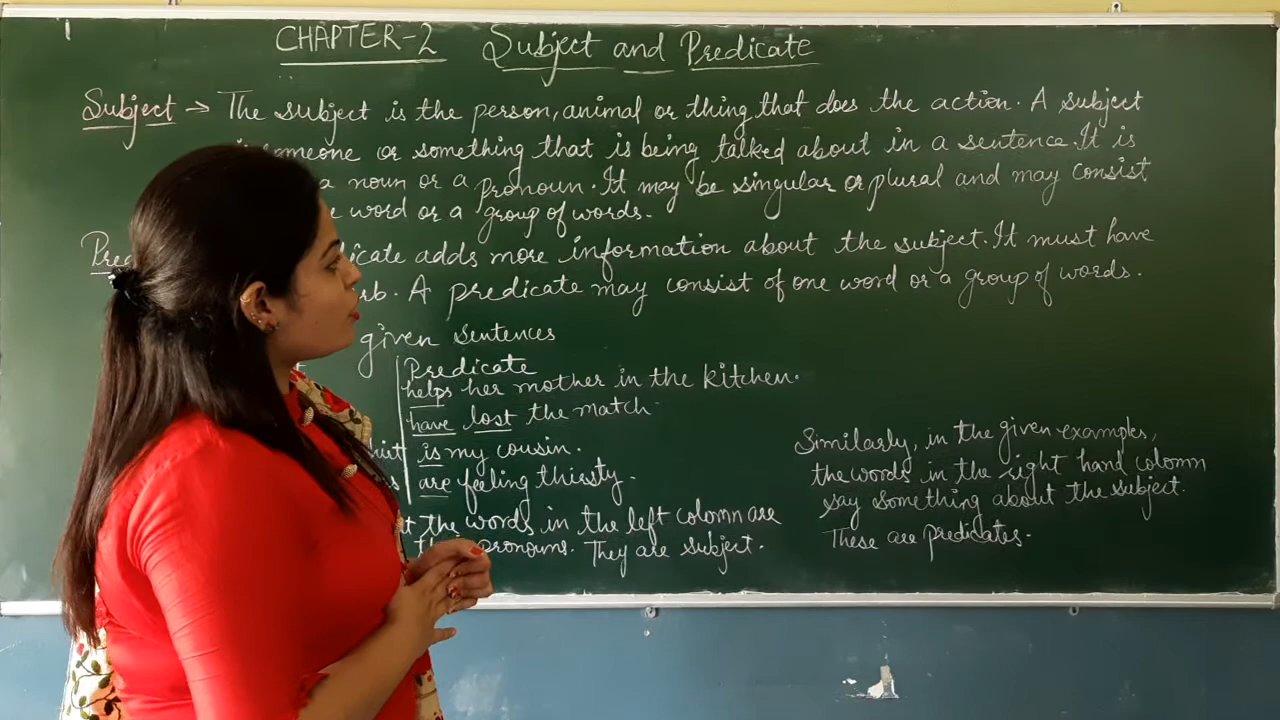 CHAPTER-2 Subject and Predicate
Subject → The subject is the person, animal or thing that does the action. A subject
someone or something that is being talked about in a sentence. It is
a noun or a pronoun. It may be singular or plural and may consist
word or a group of words.
adds more information about the subject. It must have
A predicate may consist of one word or a group of words.
given sentences
Predicate
helps her mother in the kitchen.
have lost the match
is my cousin.
are feeling thirsty.
the words in the left column are
pronouns. They are subject.
Similarly, in the given examples,
the words in the right hand colomn
say something about the subject.
These are predicates.